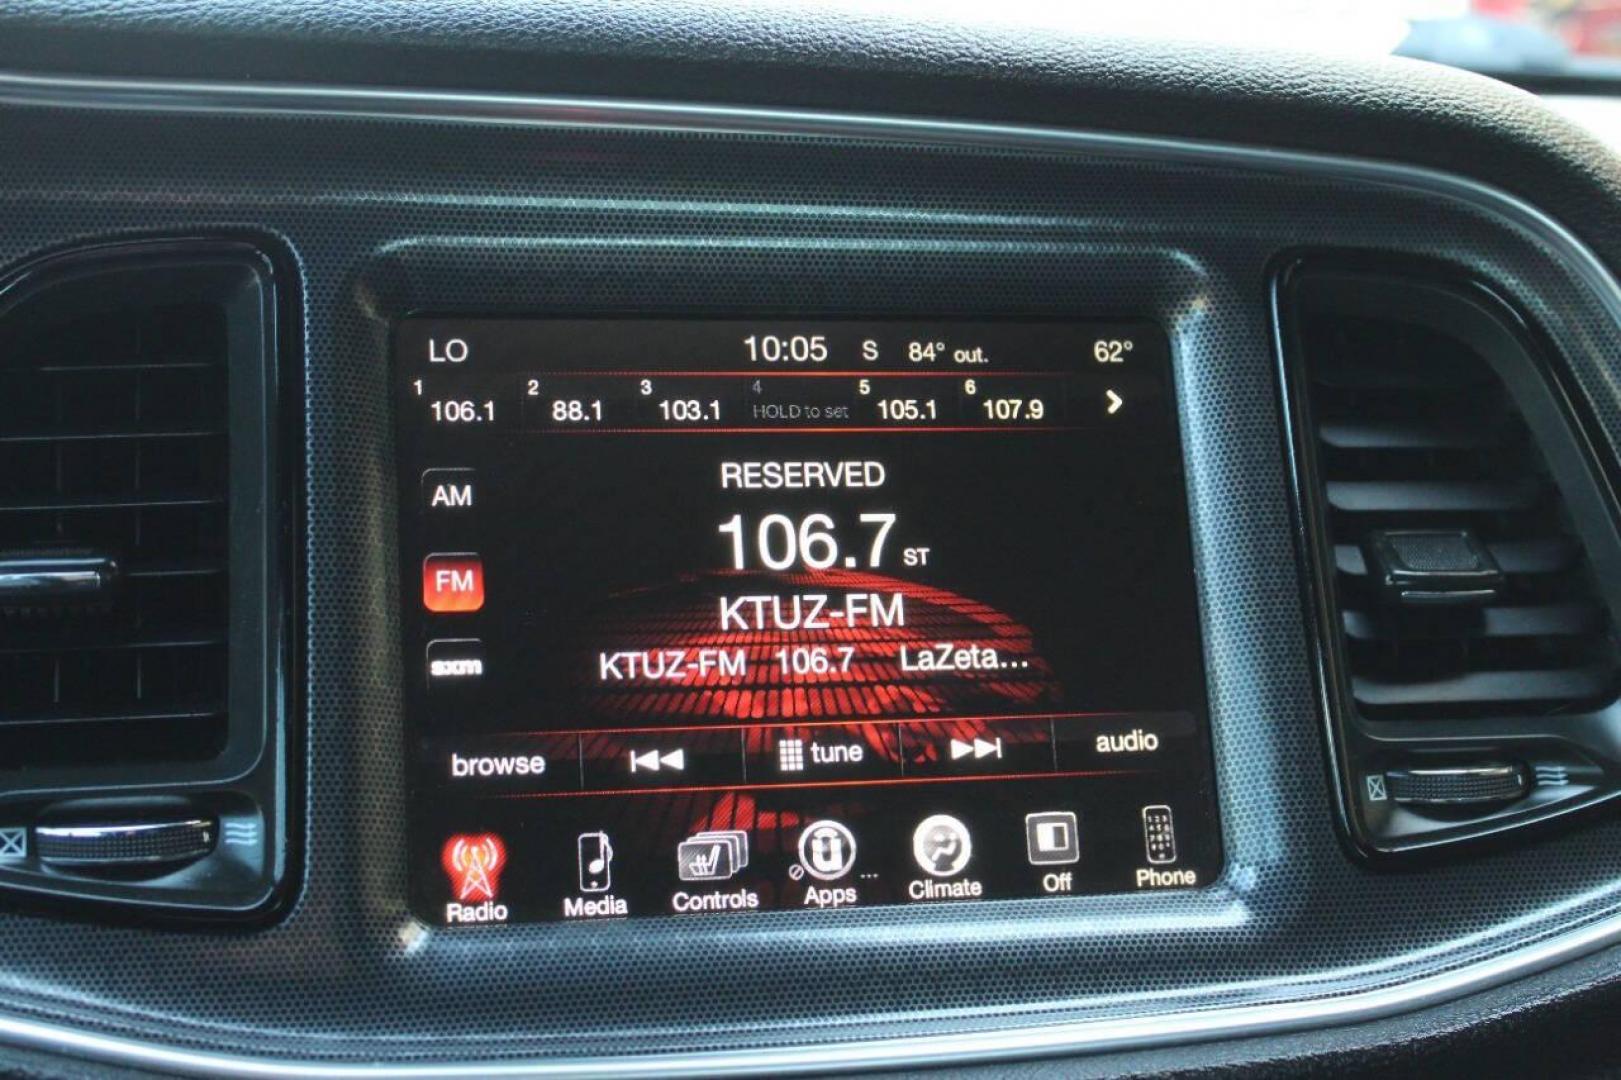 LO 10:05 S 84° out. 62°
1 106.1 2 88.1 3 103.1 4 HOLD to set 5 105.1 6 107.9
RESERVED
AM
106.7 ST
FM
KTUZ-FM
sxm
KTUZ-FM 106.7 LaZeta...
browse tune audio
Radio Media Controls Apps ... Climate Off Phone